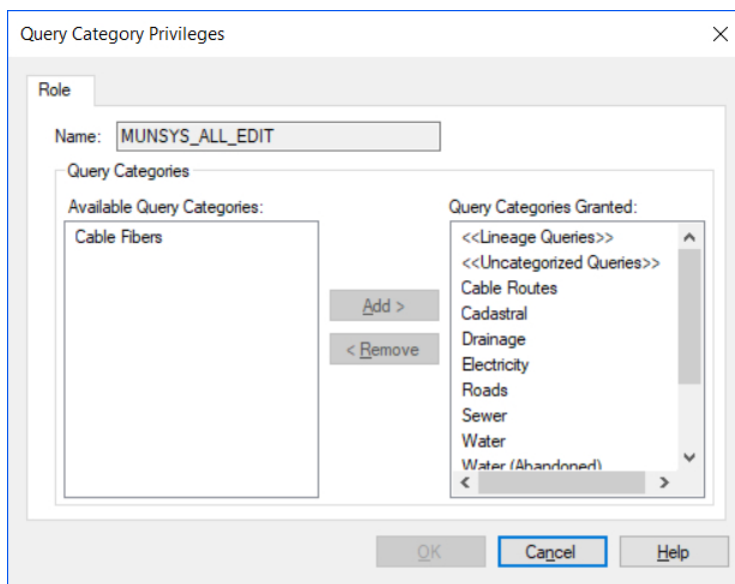 Query Category Privileges
Role
Name: MUNSYS_ALL_EDIT
Query Categories
Available Query Categories:
Cable Fibers
Add >
< Remove
Query Categories Granted:
<<Lineage Queries>>
<<Uncategorized Queries>>
Cable Routes
Cadastral
Drainage
Electricity
Roads
Sewer
Water
Water (Abandoned)
OK
Cancel
Help